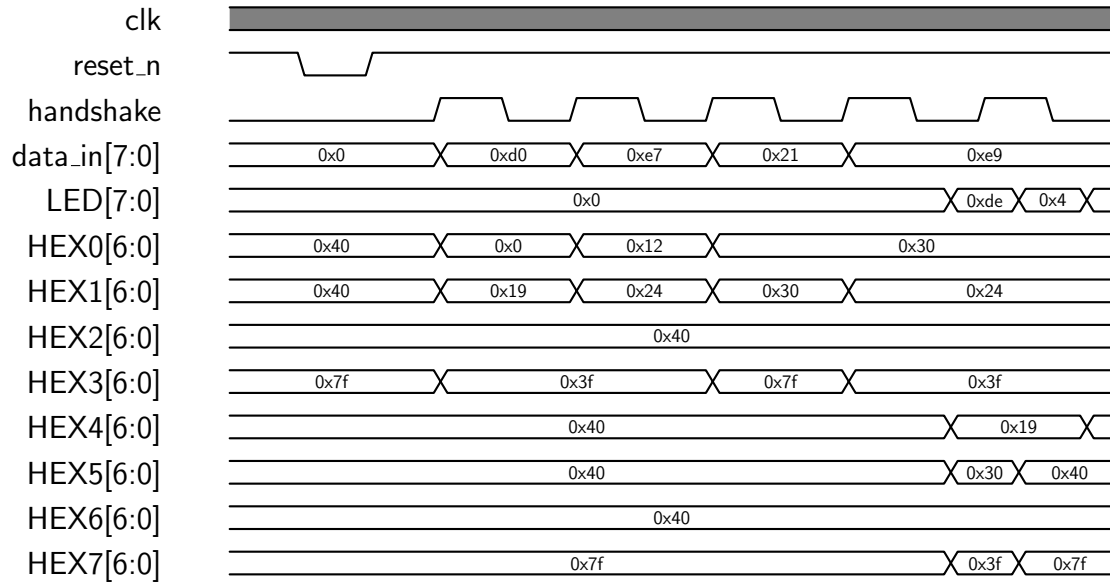 clk
reset_n
handshake
data_in[7:0] 0x0 0xd0 0xe7 0x21 0xe9
LED[7:0] 0x0 0xde 0x4
HEX0[6:0] 0x40 0x0 0x12 0x30
HEX1[6:0] 0x40 0x19 0x24 0x30 0x24
HEX2[6:0] 0x40
HEX3[6:0] 0x7f 0x3f 0x7f 0x3f
HEX4[6:0] 0x40 0x19
HEX5[6:0] 0x40 0x30 0x40
HEX6[6:0] 0x40
HEX7[6:0] 0x7f 0x3f 0x7f